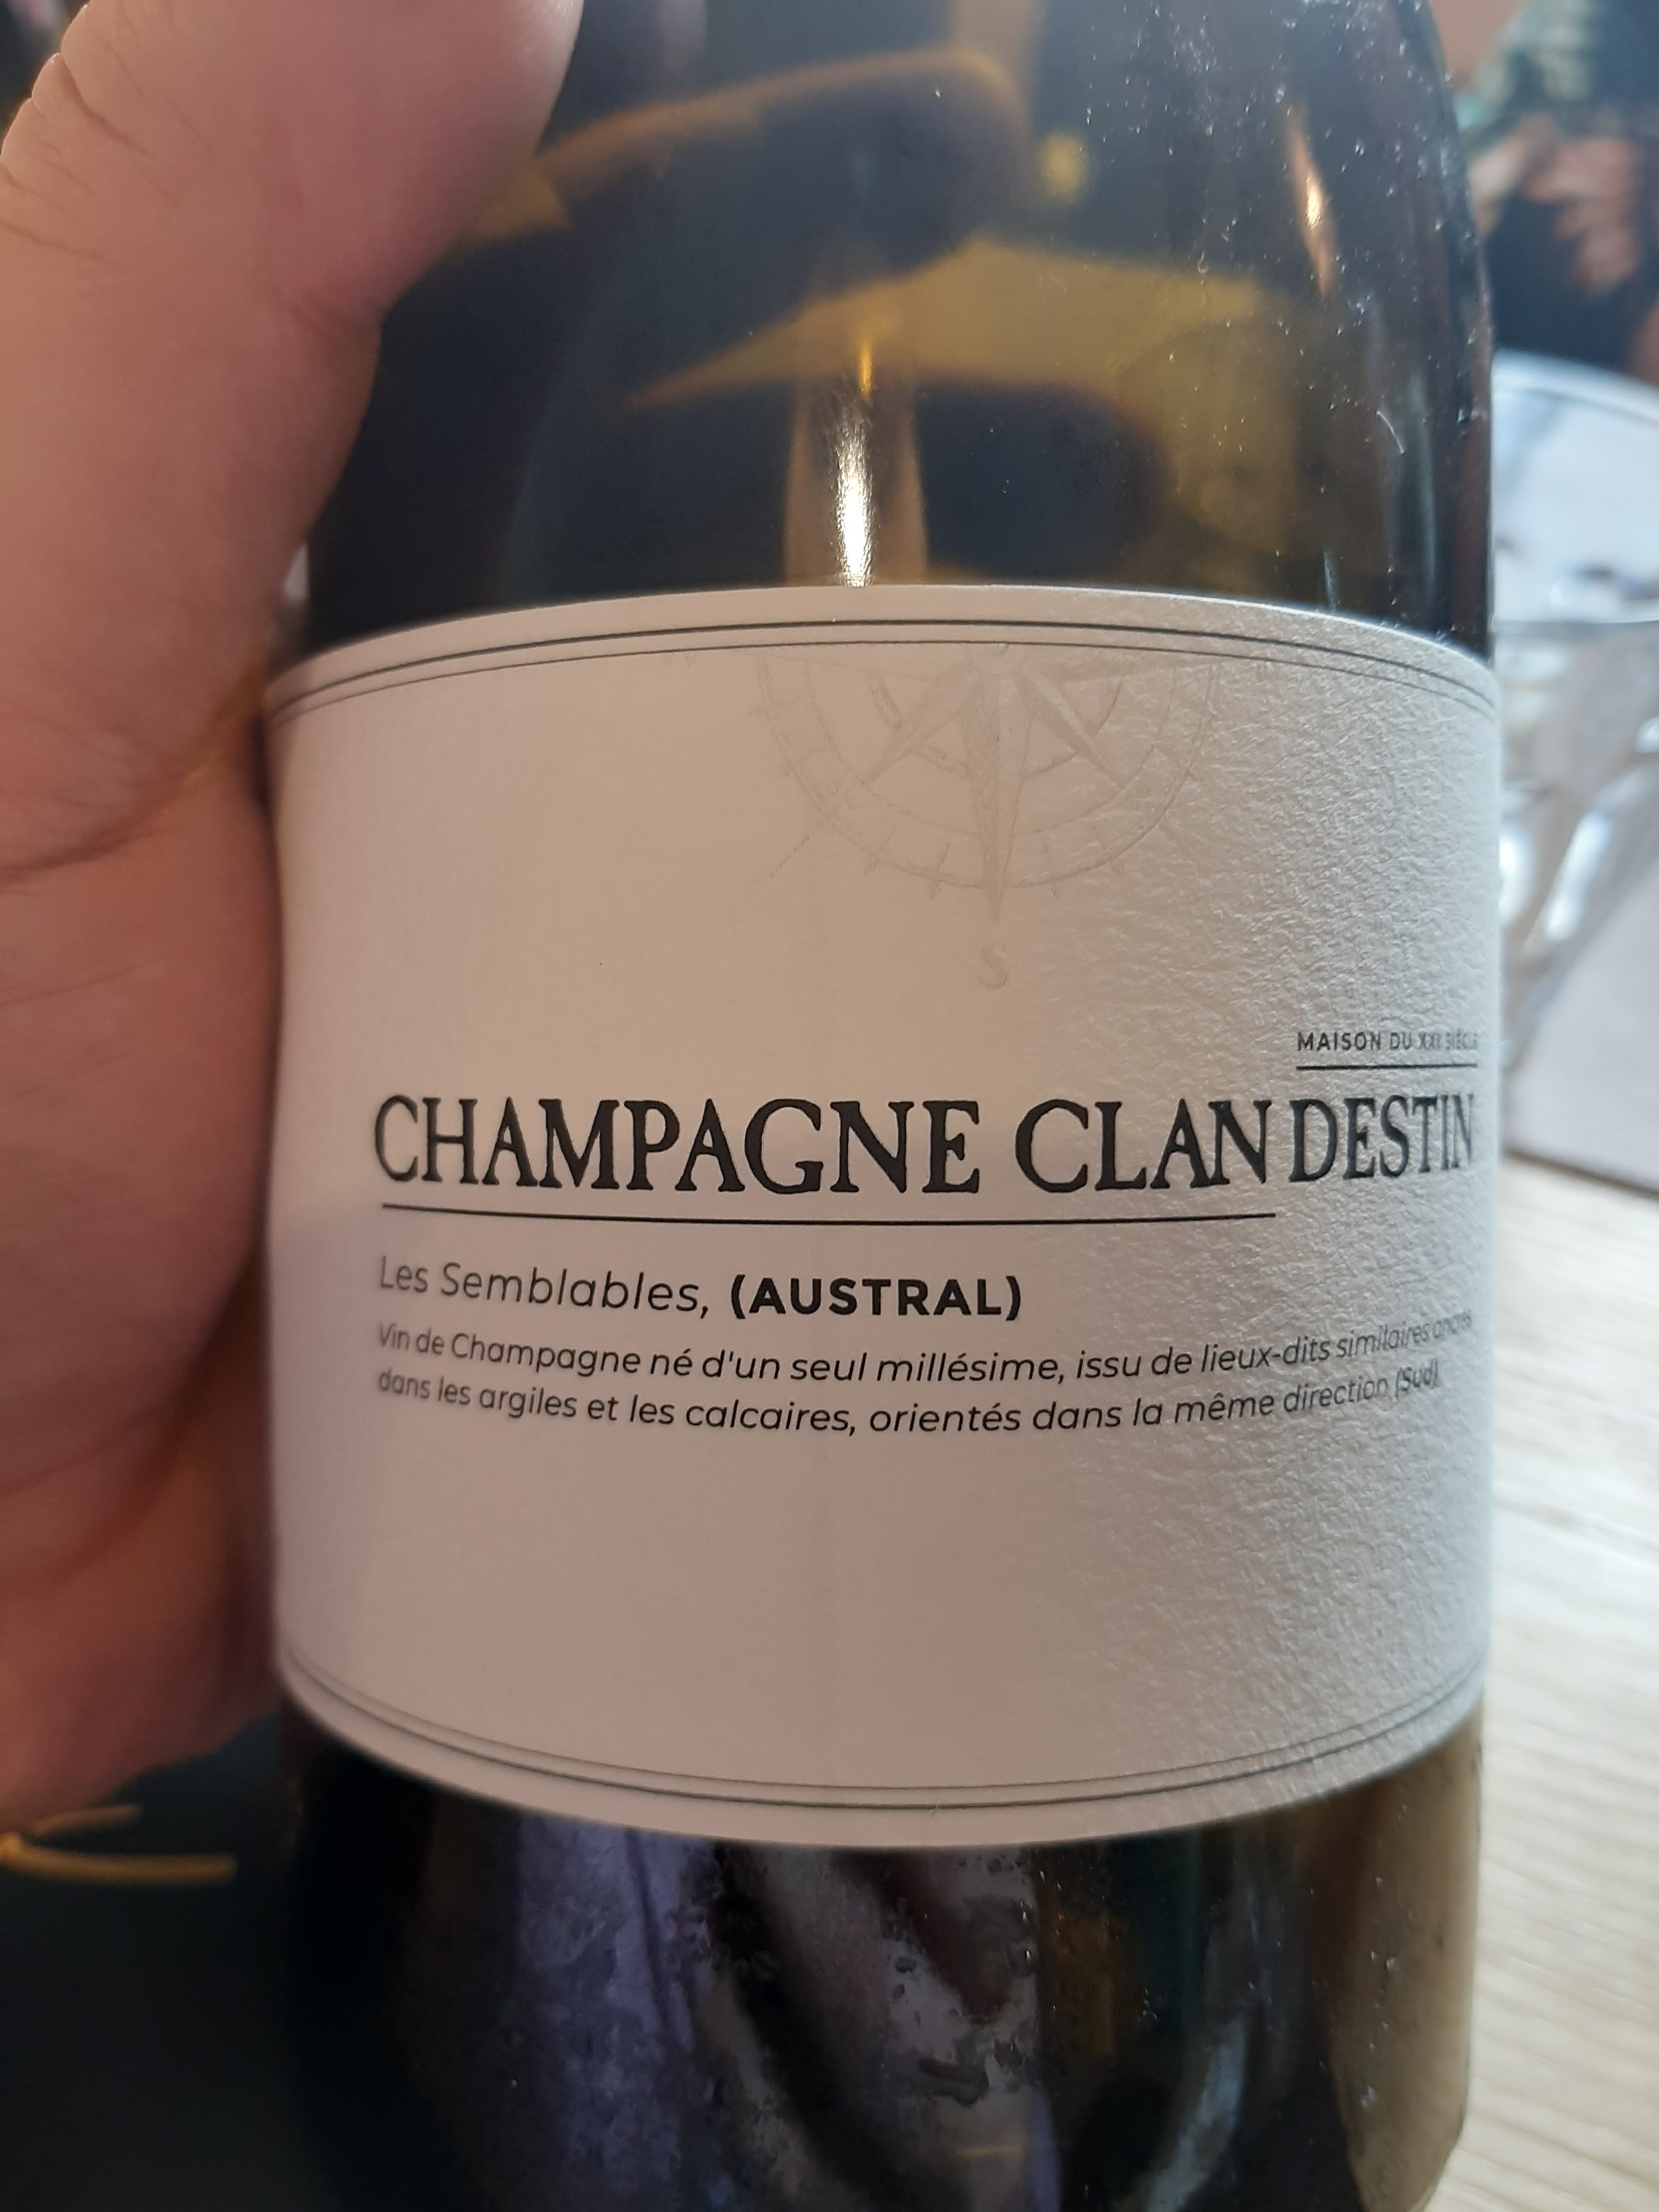 S
MAISON DU XXI SIÈCLE
CHAMPAGNE CLANDESTIN
Les Semblables, (AUSTRAL)
Vin de Champagne né d'un seul millésime, issu de lieux-dits similaires ancrés
dans les argiles et les calcaires, orientés dans la même direction (Sud)